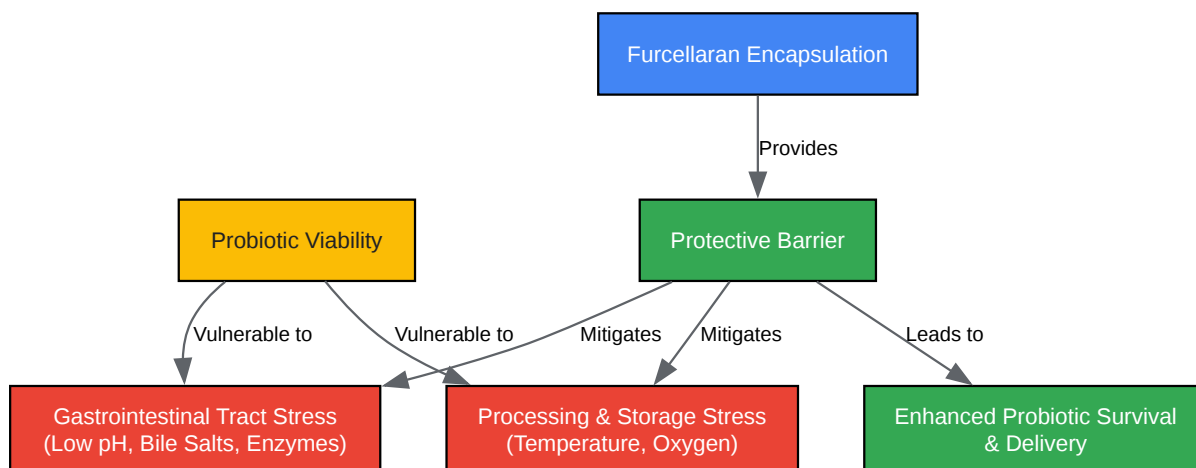 Furcellaran Encapsulation
Provides
Probiotic Viability
Protective Barrier
Vulnerable to
Vulnerable to
Mitigates
Mitigates
Leads to
Gastrointestinal Tract Stress
(Low pH, Bile Salts, Enzymes)
Processing & Storage Stress
(Temperature, Oxygen)
Enhanced Probiotic Survival
& Delivery